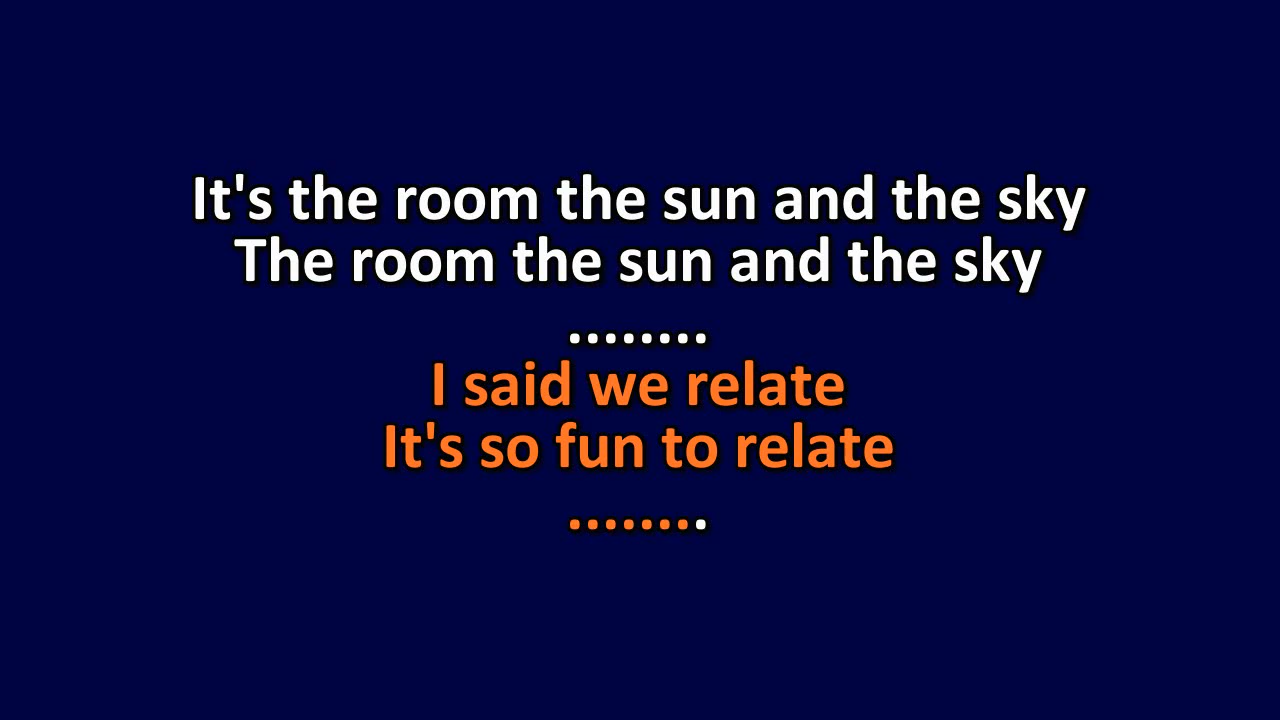 It's the room the sun and the sky
The room the sun and the sky
........
I said we relate
It's so fun to relate
........